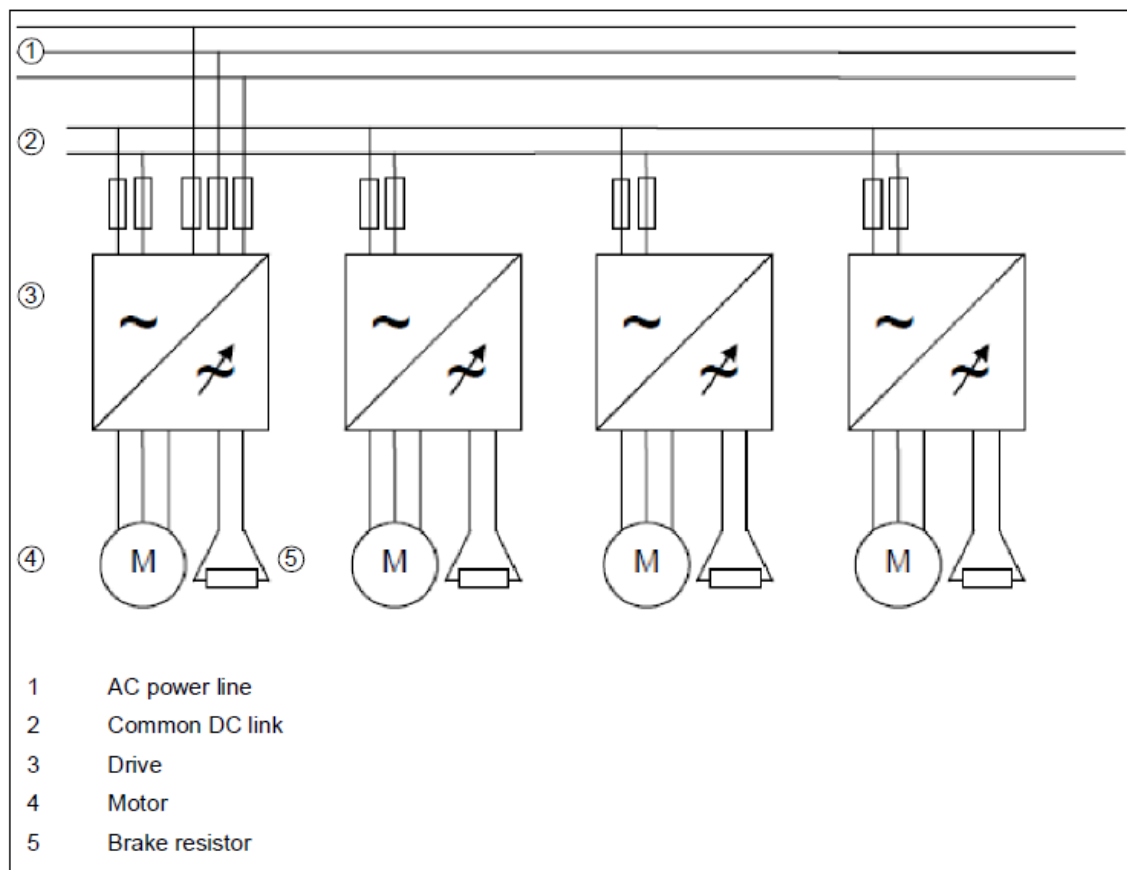 ①
②
③
~ ~ ~ ~
~ ~ ~ ~
④ M ⑤ M M M
1 AC power line
2 Common DC link
3 Drive
4 Motor
5 Brake resistor